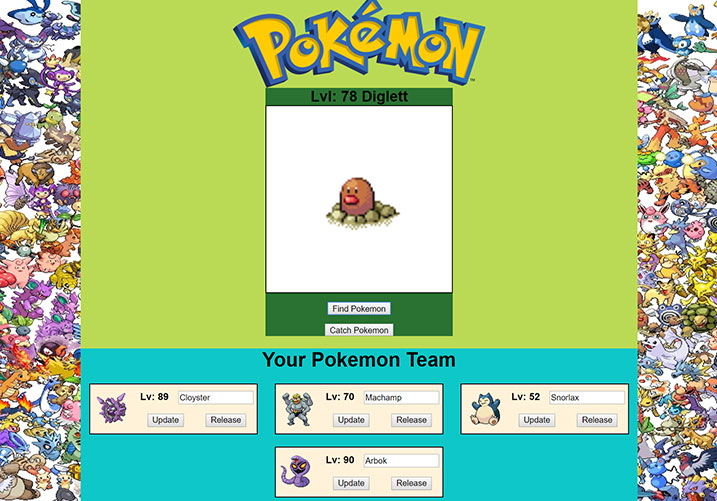 POKéMON
Lvl: 78 Diglett
Find Pokemon
Catch Pokemon
Your Pokemon Team
Lv: 89 Cloyster
Update Release
Lv: 70 Machamp
Update Release
Lv: 52 Snorlax
Update Release
Lv: 90 Arbok
Update Release